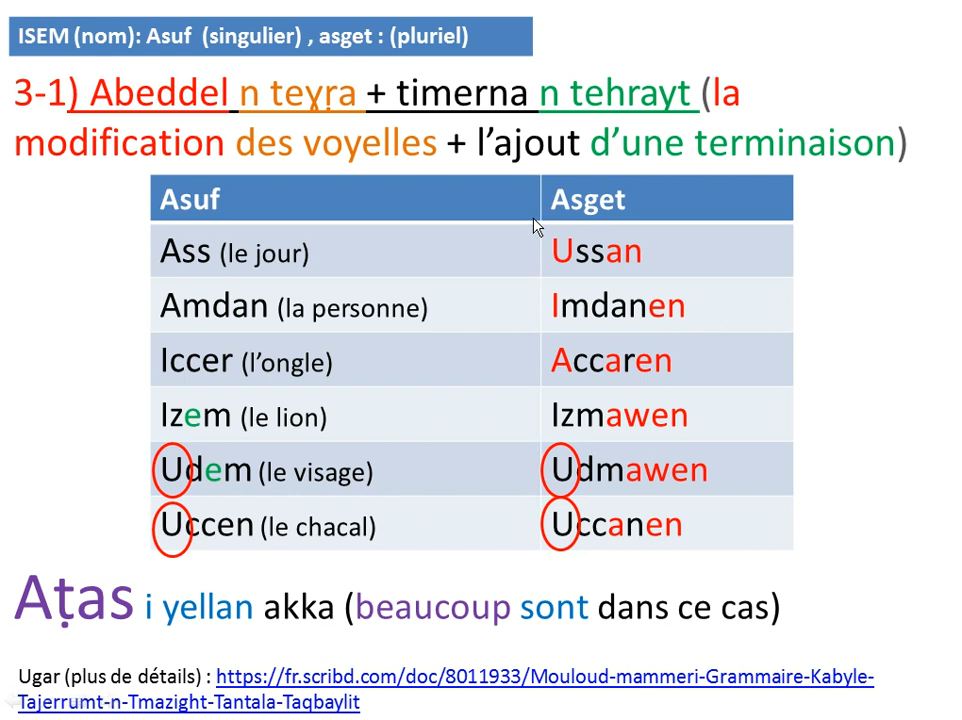 ISEM (nom): Asuf (singulier) , asget : (pluriel)
3-1) Abeddel n teɣṛa + timerna n tehrayt (la
modification des voyelles + l’ajout d’une terminaison)
Asuf Asget
Ass (le jour) Ussan
Amdan (la personne) Imdanen
Iccer (l’ongle) Accaren
Izem (le lion) Izmawen
Udem (le visage) Udmawen
Uccen (le chacal) Uccanen
Aṭas i yellan akka (beaucoup sont dans ce cas)
Ugar (plus de détails) : https://fr.scribd.com/doc/8011933/Mouloud-mammeri-Grammaire-Kabyle-
Tajerrumt-n-Tmazight-Tantala-Taqbaylit